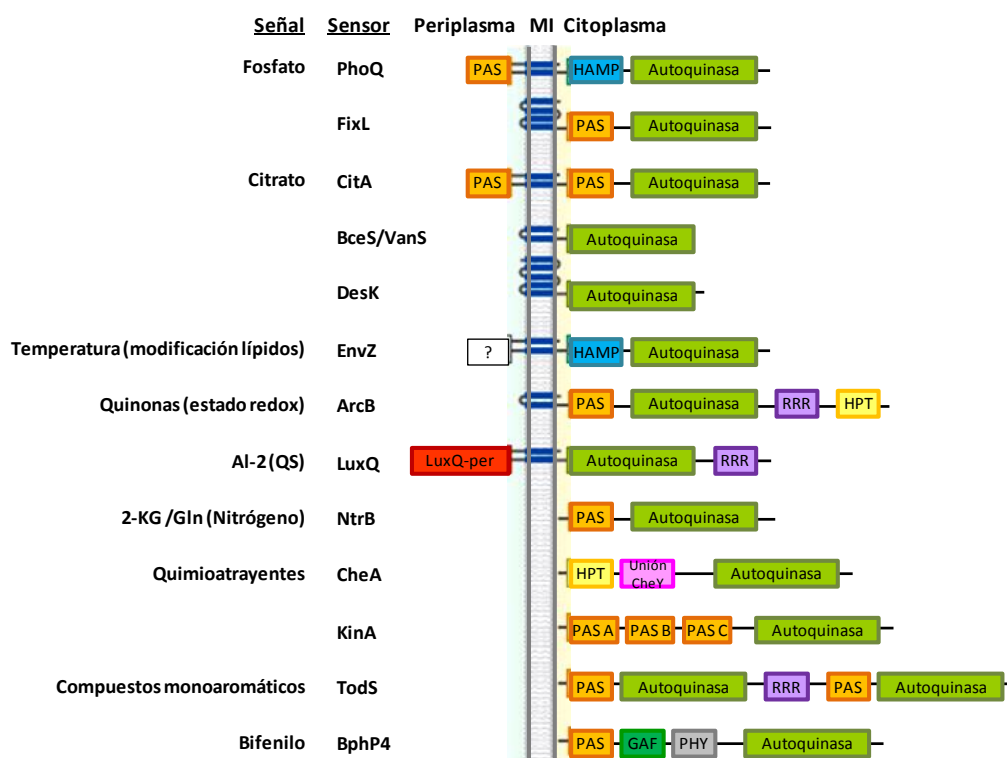 Señal Sensor Periplasma MI Citoplasma
Fosfato PhoQ PAS HAMP Autoquinasa
FixL PAS Autoquinasa
Citrato CitA PAS PAS Autoquinasa
BceS/VanS Autoquinasa
DesK Autoquinasa
Temperatura (modificación lípidos) EnvZ ? HAMP Autoquinasa
Quinonas (estado redox) ArcB PAS Autoquinasa RRR HPT
AI-2 (QS) LuxQ LuxQ-per Autoquinasa RRR
2-KG /Gln (Nitrógeno) NtrB PAS Autoquinasa
Quimioatrayentes CheA HPT Unión CheY Autoquinasa
KinA PAS A PAS B PAS C Autoquinasa
Compuestos monoaromáticos TodS PAS Autoquinasa RRR PAS Autoquinasa
Bifenilo BphP4 PAS GAF PHY Autoquinasa